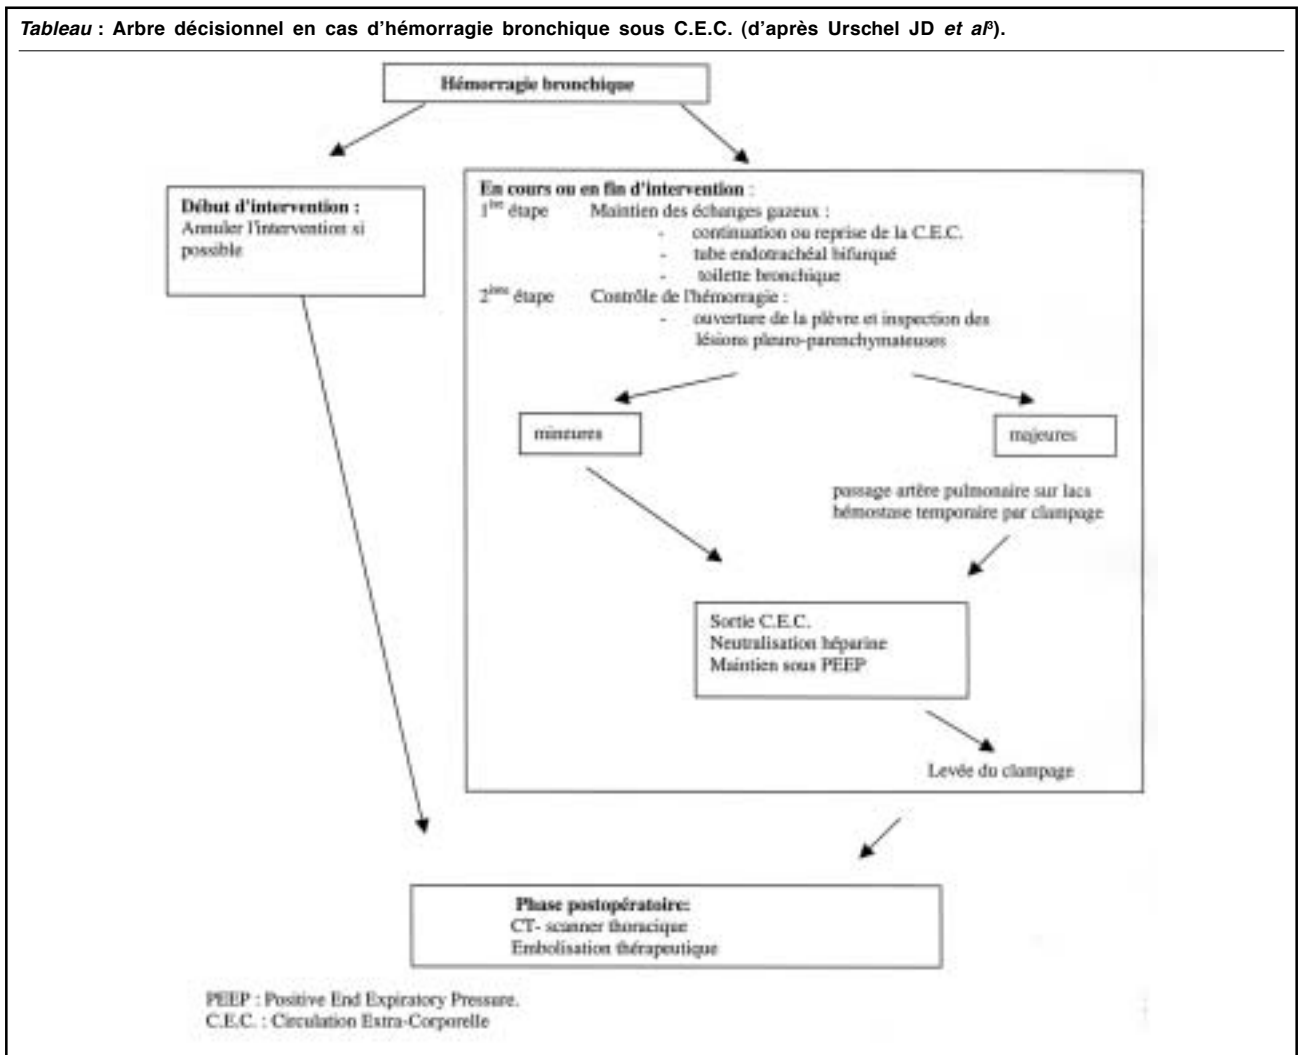 Tableau : Arbre décisionnel en cas d'hémorragie bronchique sous C.E.C. (d'après Urschel JD et al³).
Hémorragie bronchique
Début d'intervention :
Annuler l'intervention si
possible
En cours ou en fin d'intervention :
1ère étape Maintien des échanges gazeux :
- continuation ou reprise de la C.E.C.
- tube endotrachéal bifurqué
- toilette bronchique
2ième étape Contrôle de l'hémorragie :
- ouverture de la plèvre et inspection des
lésions pleuro-parenchymateuses
mineures
majeures
passage artère pulmonaire sur lacs
hémostase temporaire par clampage
Sortie C.E.C.
Neutralisation héparine
Maintien sous PEEP
Levée du clampage
Phase postopératoire:
CT- scanner thoracique
Embolisation thérapeutique
PEEP : Positive End Expiratory Pressure.
C.E.C. : Circulation Extra-Corporelle